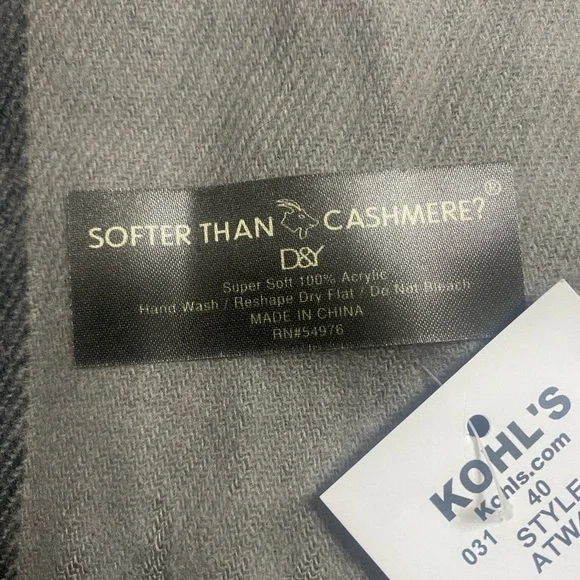 SOFTER THAN CASHMERE?®
D&Y
Super Soft 100% Acrylic
Hand Wash / Reshape Dry Flat / Do Not Bleach
MADE IN CHINA
RN#54976
KOHL'S
Kohls.com
031 40
STYLE
ATWA